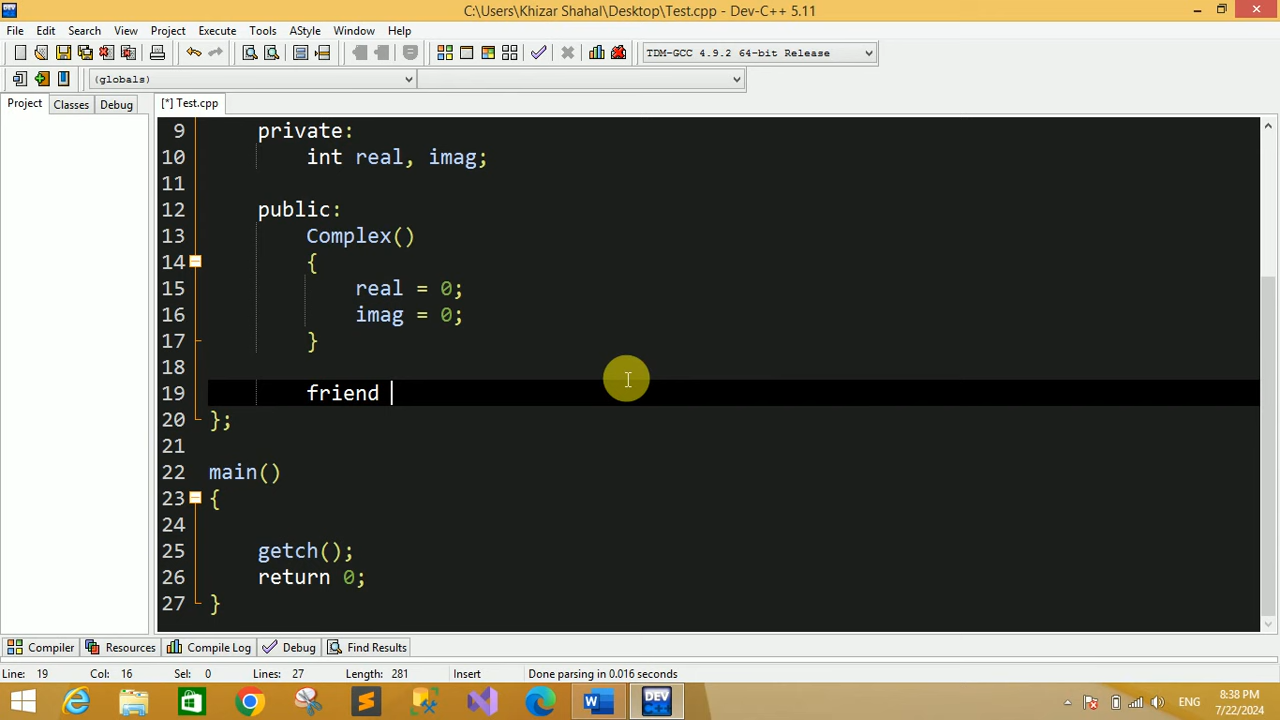 C:\Users\Khizar Shahal\Desktop\Test.cpp - Dev-C++ 5.11
File Edit Search View Project Execute Tools AStyle Window Help
TDM-GCC 4.9.2 64-bit Release
(globals)
Project Classes Debug [*] Test.cpp
9 private:
10 int real, imag;
11
12 public:
13 Complex()
14 {
15 real = 0;
16 imag = 0;
17 }
18
19 friend
20 };
21
22 main()
23 {
24
25 getch();
26 return 0;
27 }
Compiler Resources Compile Log Debug Find Results
Line: 19 Col: 16 Sel: 0 Lines: 27 Length: 281 Insert Done parsing in 0.016 seconds
W DEV C++ ENG 8:38 PM
7/22/2024